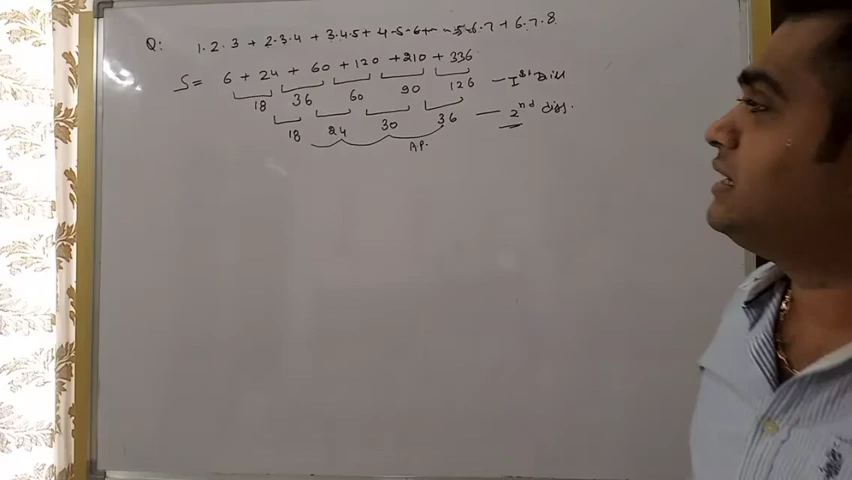 Q: 1.2.3 + 2.3.4 + 3.4.5 + 4.5.6 + - - 5.6.7 + 6.7.8
S = 6 + 24 + 60 + 120 + 210 + 336
18 36 60 90 126 — Ist diff
18 24 30 36 — 2nd diff.
A.P.